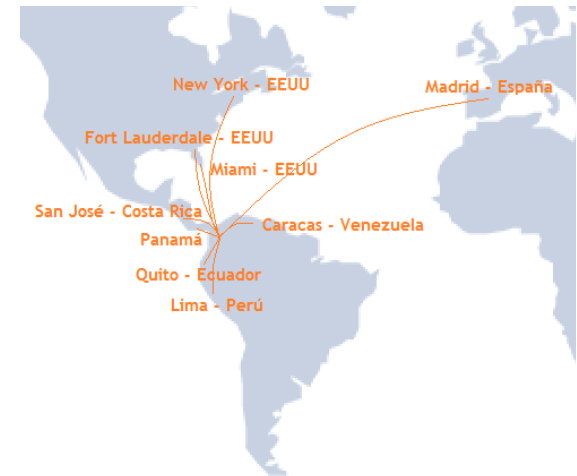 New York - EEUU
Madrid - España
Fort Lauderdale - EEUU
Miami - EEUU
San José - Costa Rica
Caracas - Venezuela
Panamá
Quito - Ecuador
Lima - Perú